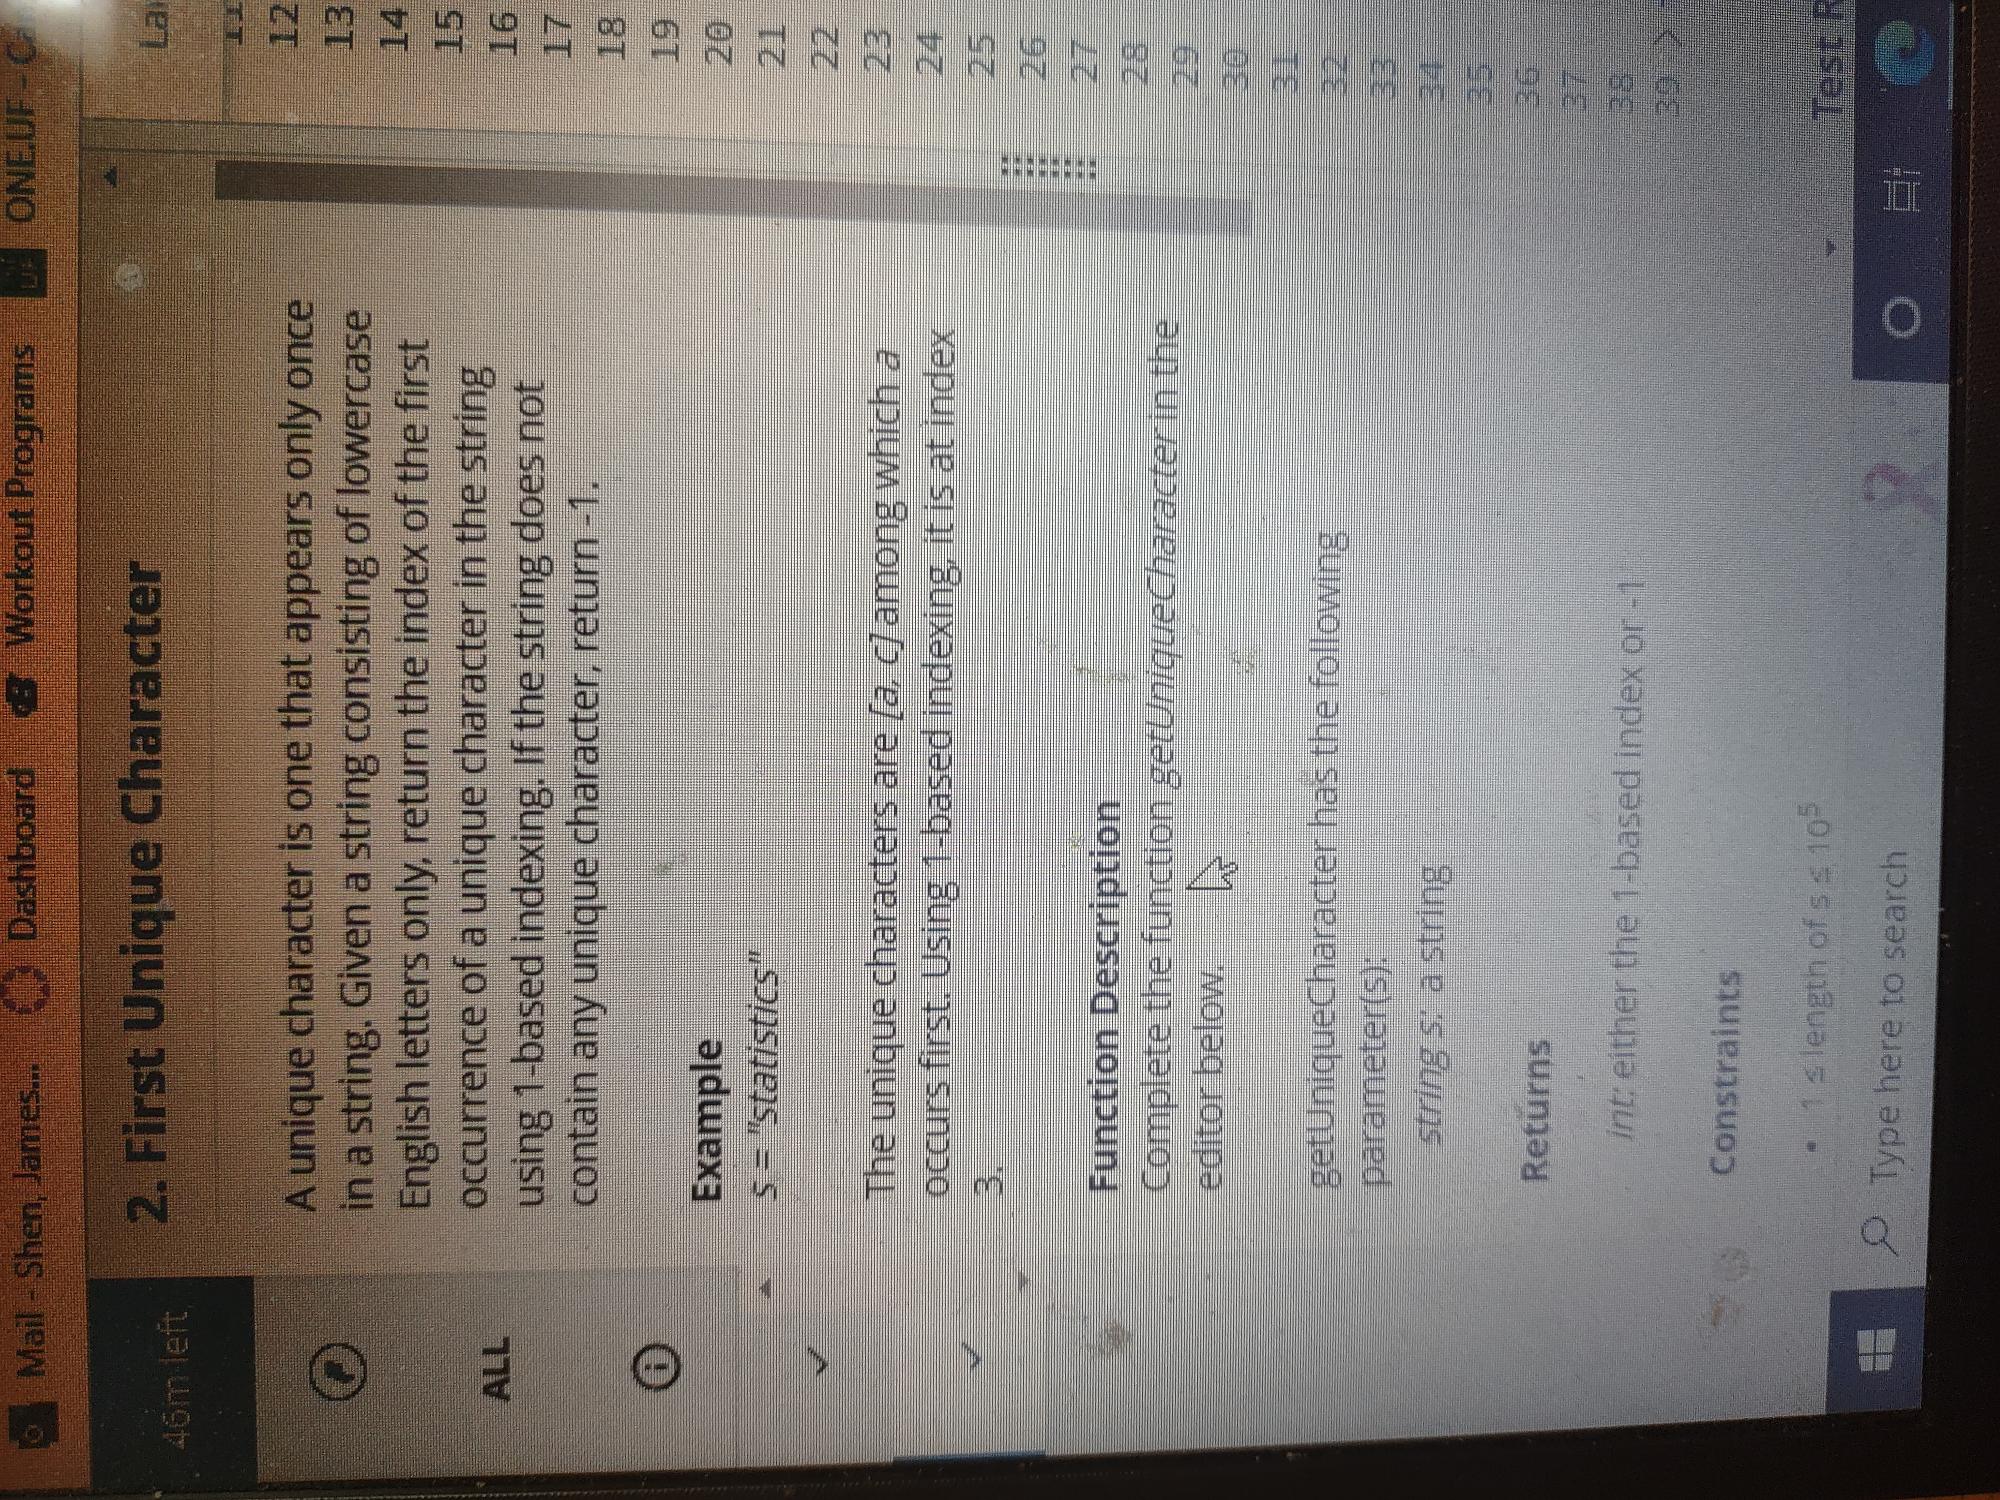 Mail - Shen, James... Dashboard Workout Programs ONE.UF -
46m left
2. First Unique Character
A unique character is one that appears only once
in a string. Given a string consisting of lowercase
English letters only, return the index of the first
occurrence of a unique character in the string
using 1-based indexing. If the string does not
contain any unique character, return -1.
ALL
Example
s = "statistics"
The unique characters are [a, c] among which a
occurs first. Using 1-based indexing, it is at index
3.
Function Description
Complete the function getUniqueCharacter in the
editor below.
getUniqueCharacter has the following
parameter(s):
string s: a string
Returns
int: either the 1-based index or -1
Constraints
• 1 ≤ length of s ≤ 10⁵
11
12
13
14
15
16
17
18
19
20
21
22
23
24
25
26
27
28
29
30
31
32
33
34
35
36
37
38
39 >
Test R
Type here to search